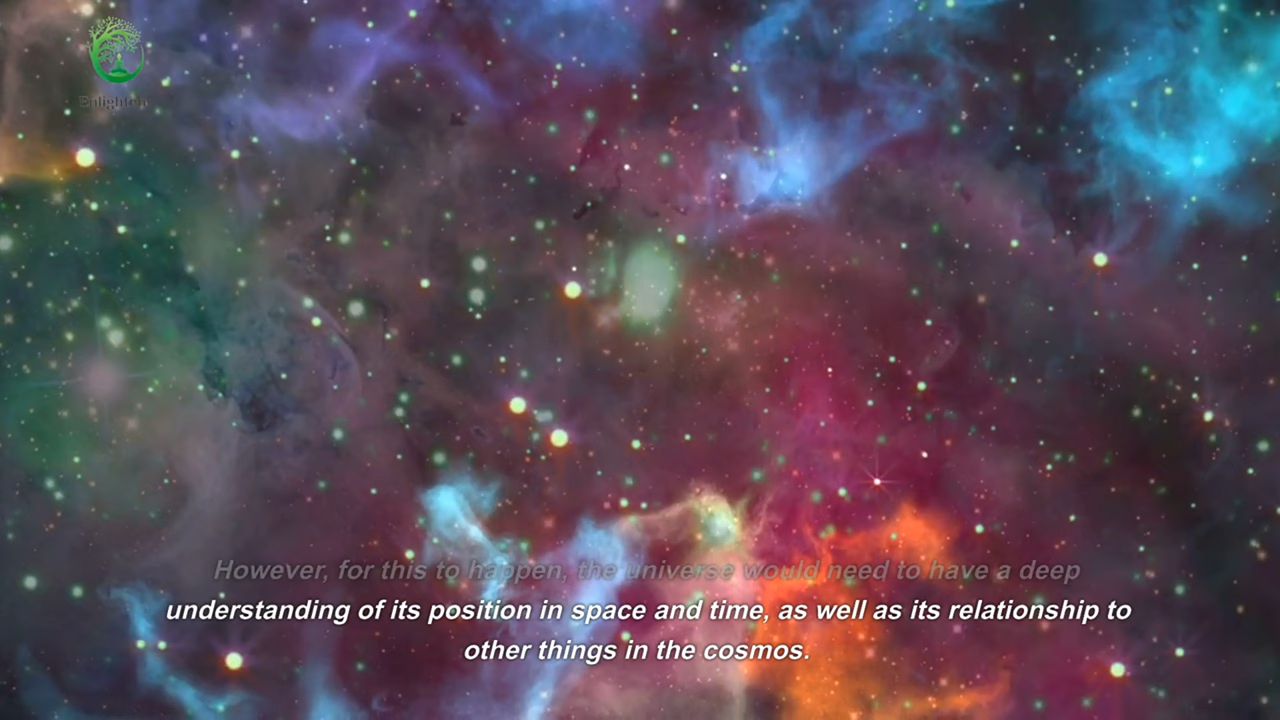 Enlighten
However, for this to happen, the universe would need to have a deep
understanding of its position in space and time, as well as its relationship to
other things in the cosmos.